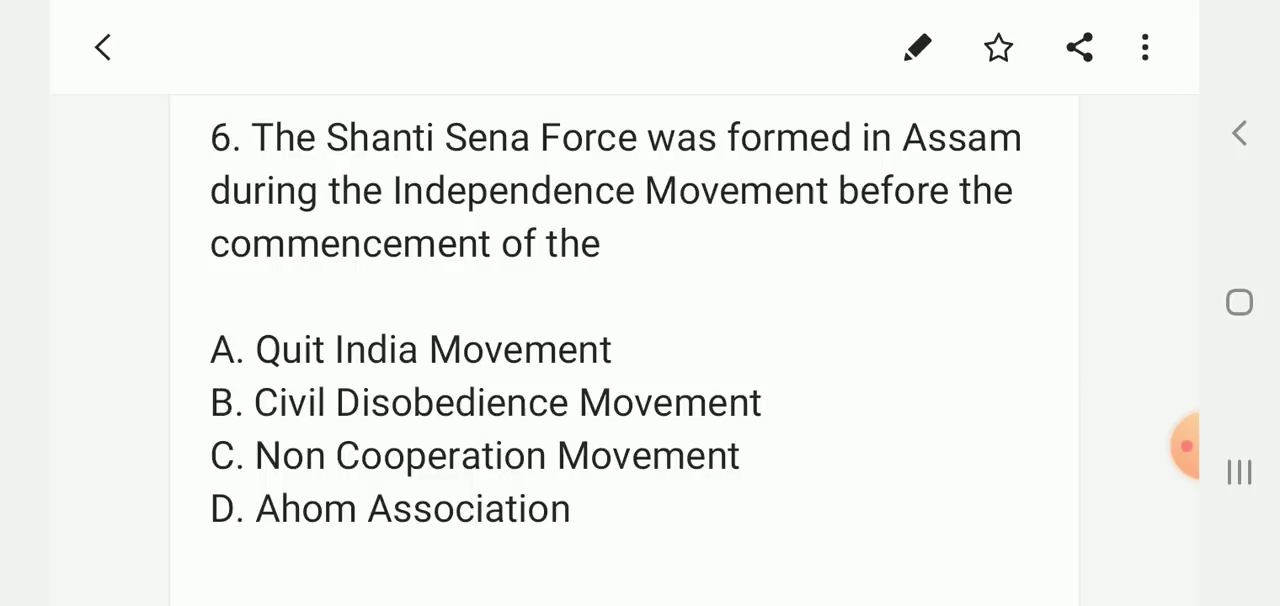 6. The Shanti Sena Force was formed in Assam
during the Independence Movement before the
commencement of the
A. Quit India Movement
B. Civil Disobedience Movement
C. Non Cooperation Movement
D. Ahom Association